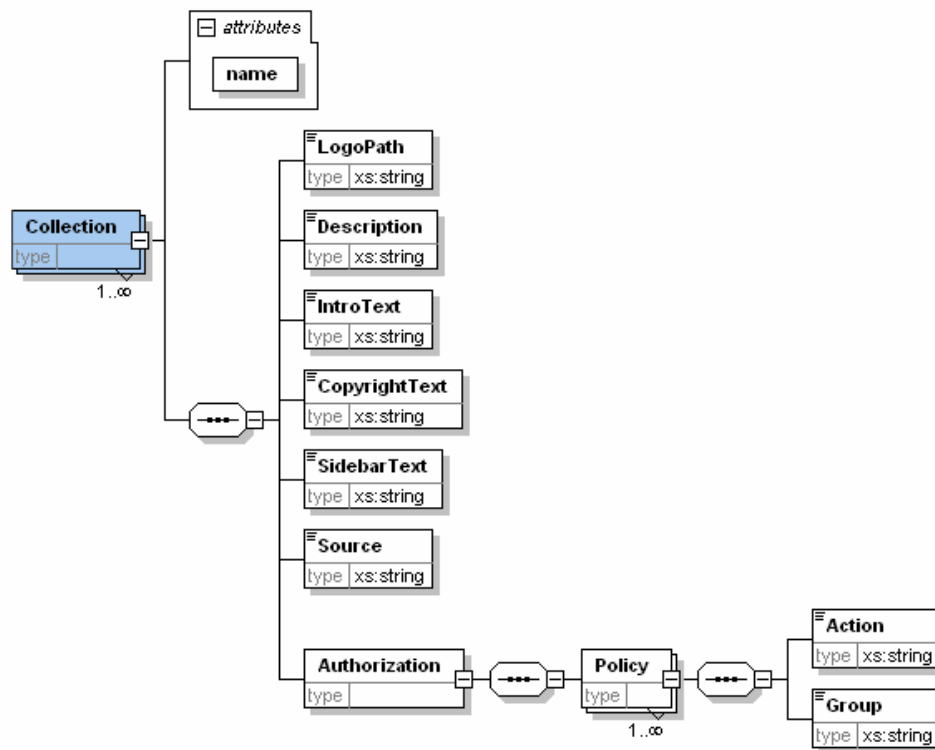 attributes
name
LogoPath
type xs:string
Collection
type
1..∞
Description
type xs:string
IntroText
type xs:string
CopyrightText
type xs:string
SidebarText
type xs:string
Source
type xs:string
Authorization
type
Policy
type
1..∞
Action
type xs:string
Group
type xs:string